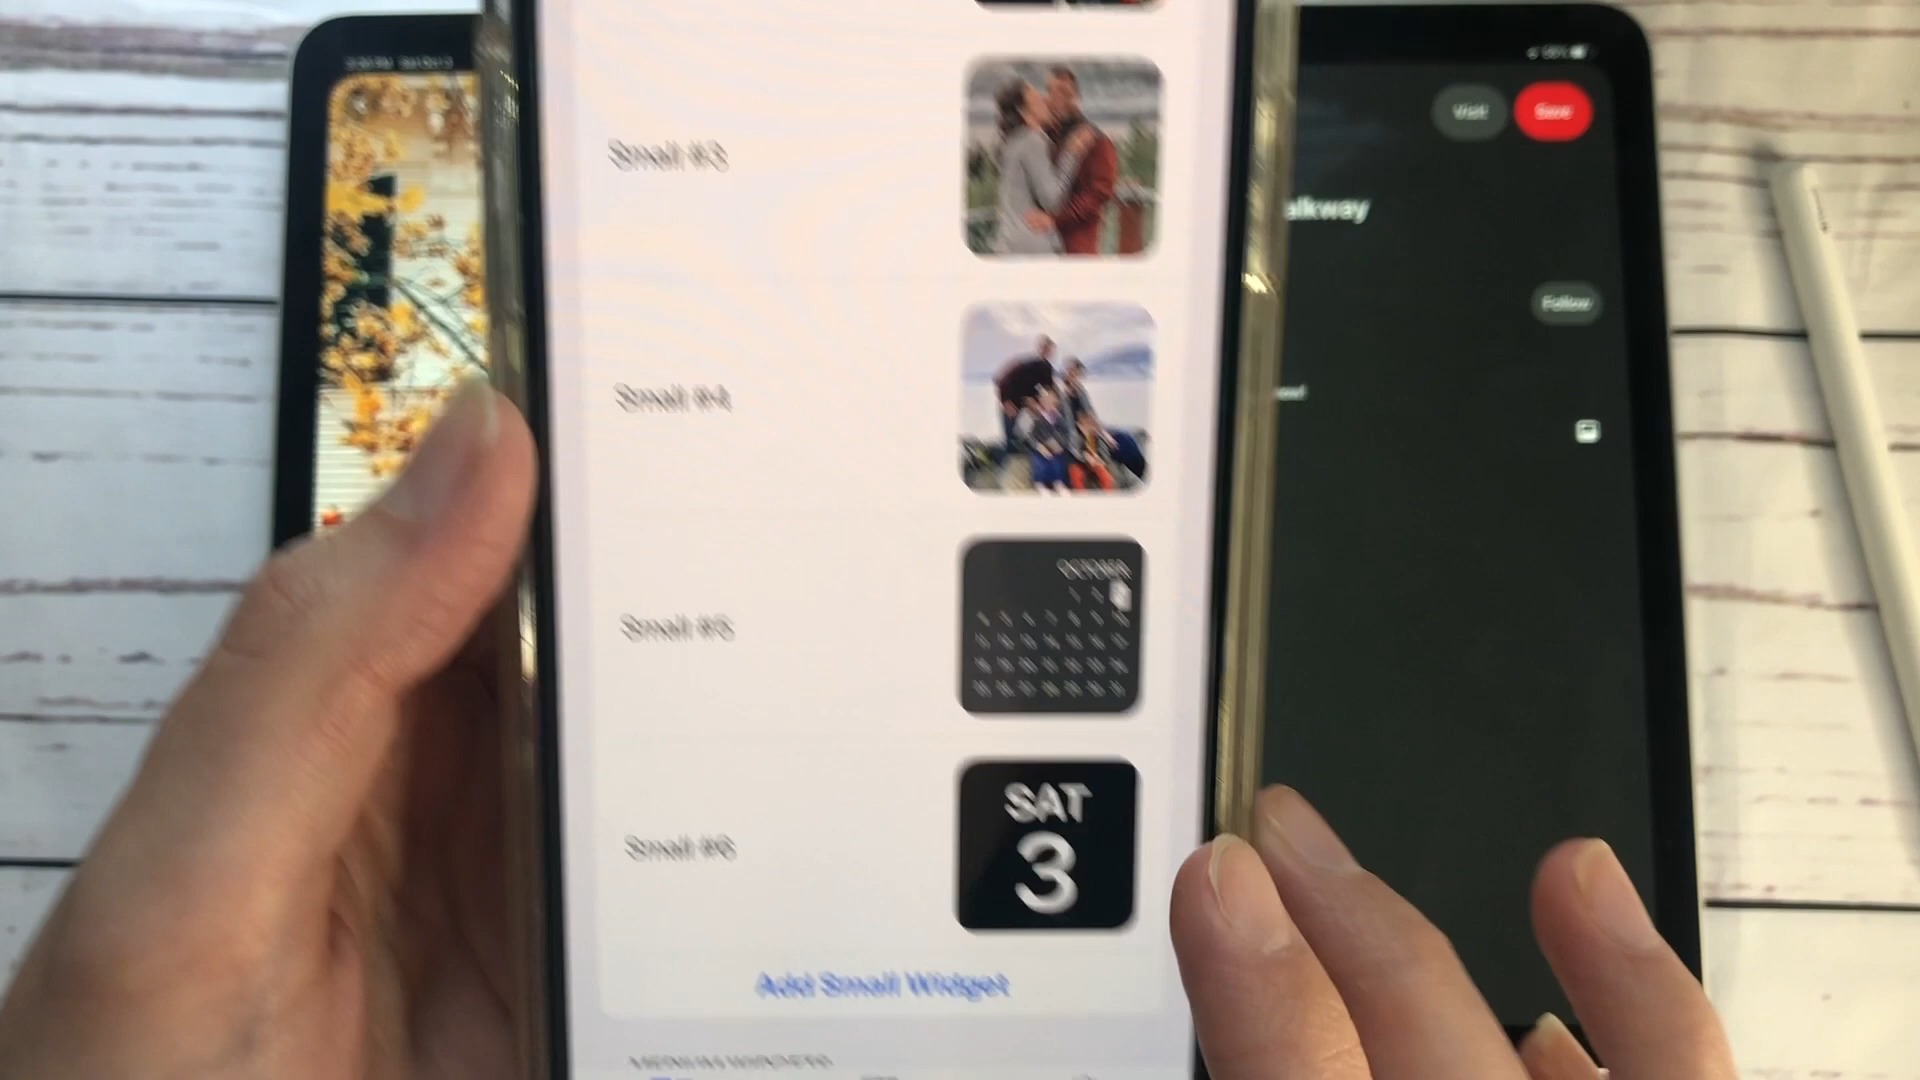 Visit
Save
Small #3
alkway
Follow
Small #4
Small #5
OCTOBER
Small #6
SAT
3
Add Small Widget
MEDIUM WIDGETS